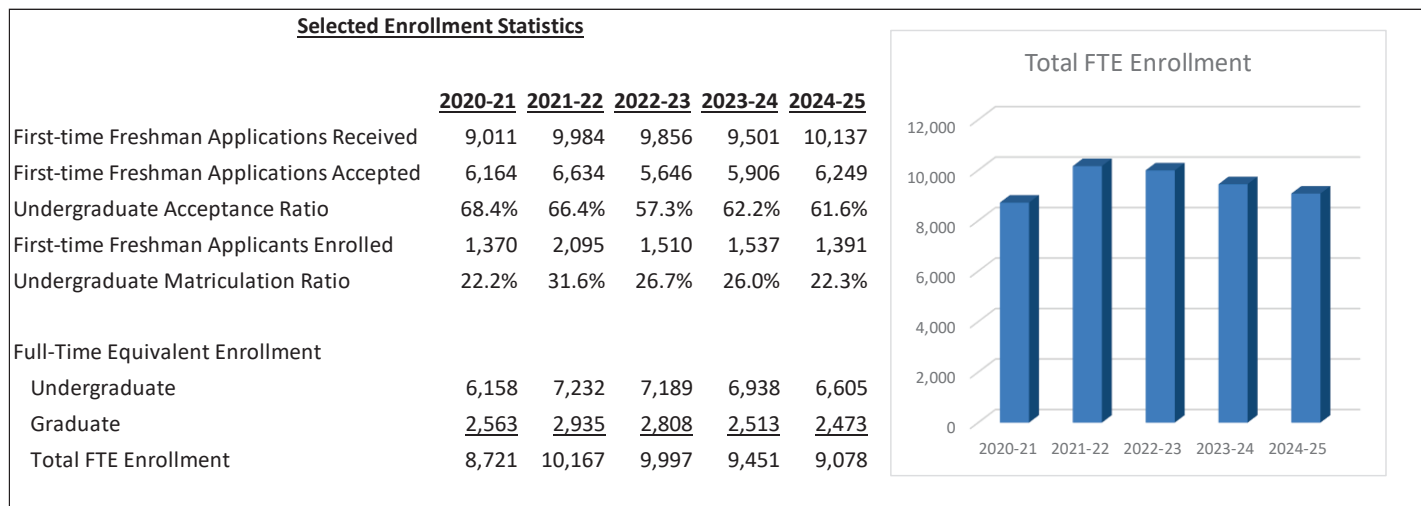 Selected Enrollment Statistics
2020-21 2021-22 2022-23 2023-24 2024-25
First-time Freshman Applications Received 9,011 9,984 9,856 9,501 10,137
First-time Freshman Applications Accepted 6,164 6,634 5,646 5,906 6,249
Undergraduate Acceptance Ratio 68.4% 66.4% 57.3% 62.2% 61.6%
First-time Freshman Applicants Enrolled 1,370 2,095 1,510 1,537 1,391
Undergraduate Matriculation Ratio 22.2% 31.6% 26.7% 26.0% 22.3%
Full-Time Equivalent Enrollment
Undergraduate 6,158 7,232 7,189 6,938 6,605
Graduate 2,563 2,935 2,808 2,513 2,473
Total FTE Enrollment 8,721 10,167 9,997 9,451 9,078
Total FTE Enrollment
12,000
10,000
8,000
6,000
4,000
2,000
0
2020-21 2021-22 2022-23 2023-24 2024-25